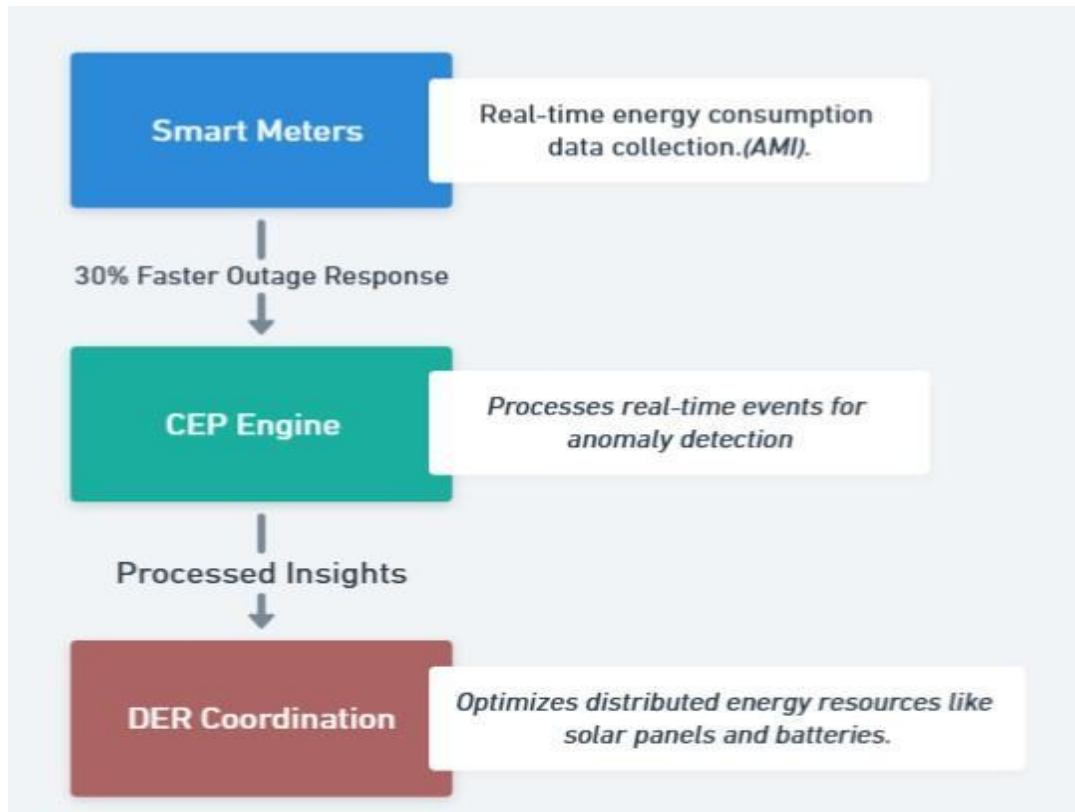 Smart Meters
Real-time energy consumption
data collection.(AMI).
30% Faster Outage Response
CEP Engine
Processes real-time events for
anomaly detection
Processed Insights
DER Coordination
Optimizes distributed energy resources like
solar panels and batteries.